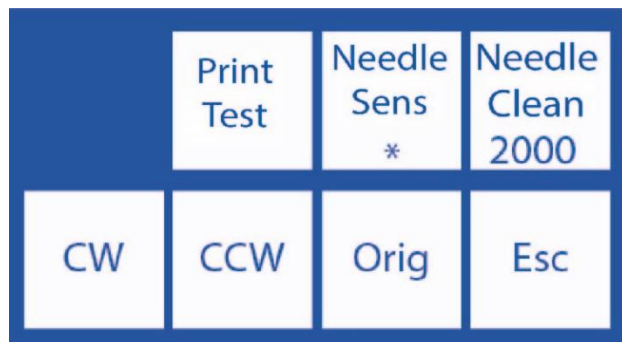 Print
Test
Needle
Sens
*
Needle
Clean
2000
CW
CCW
Orig
Esc